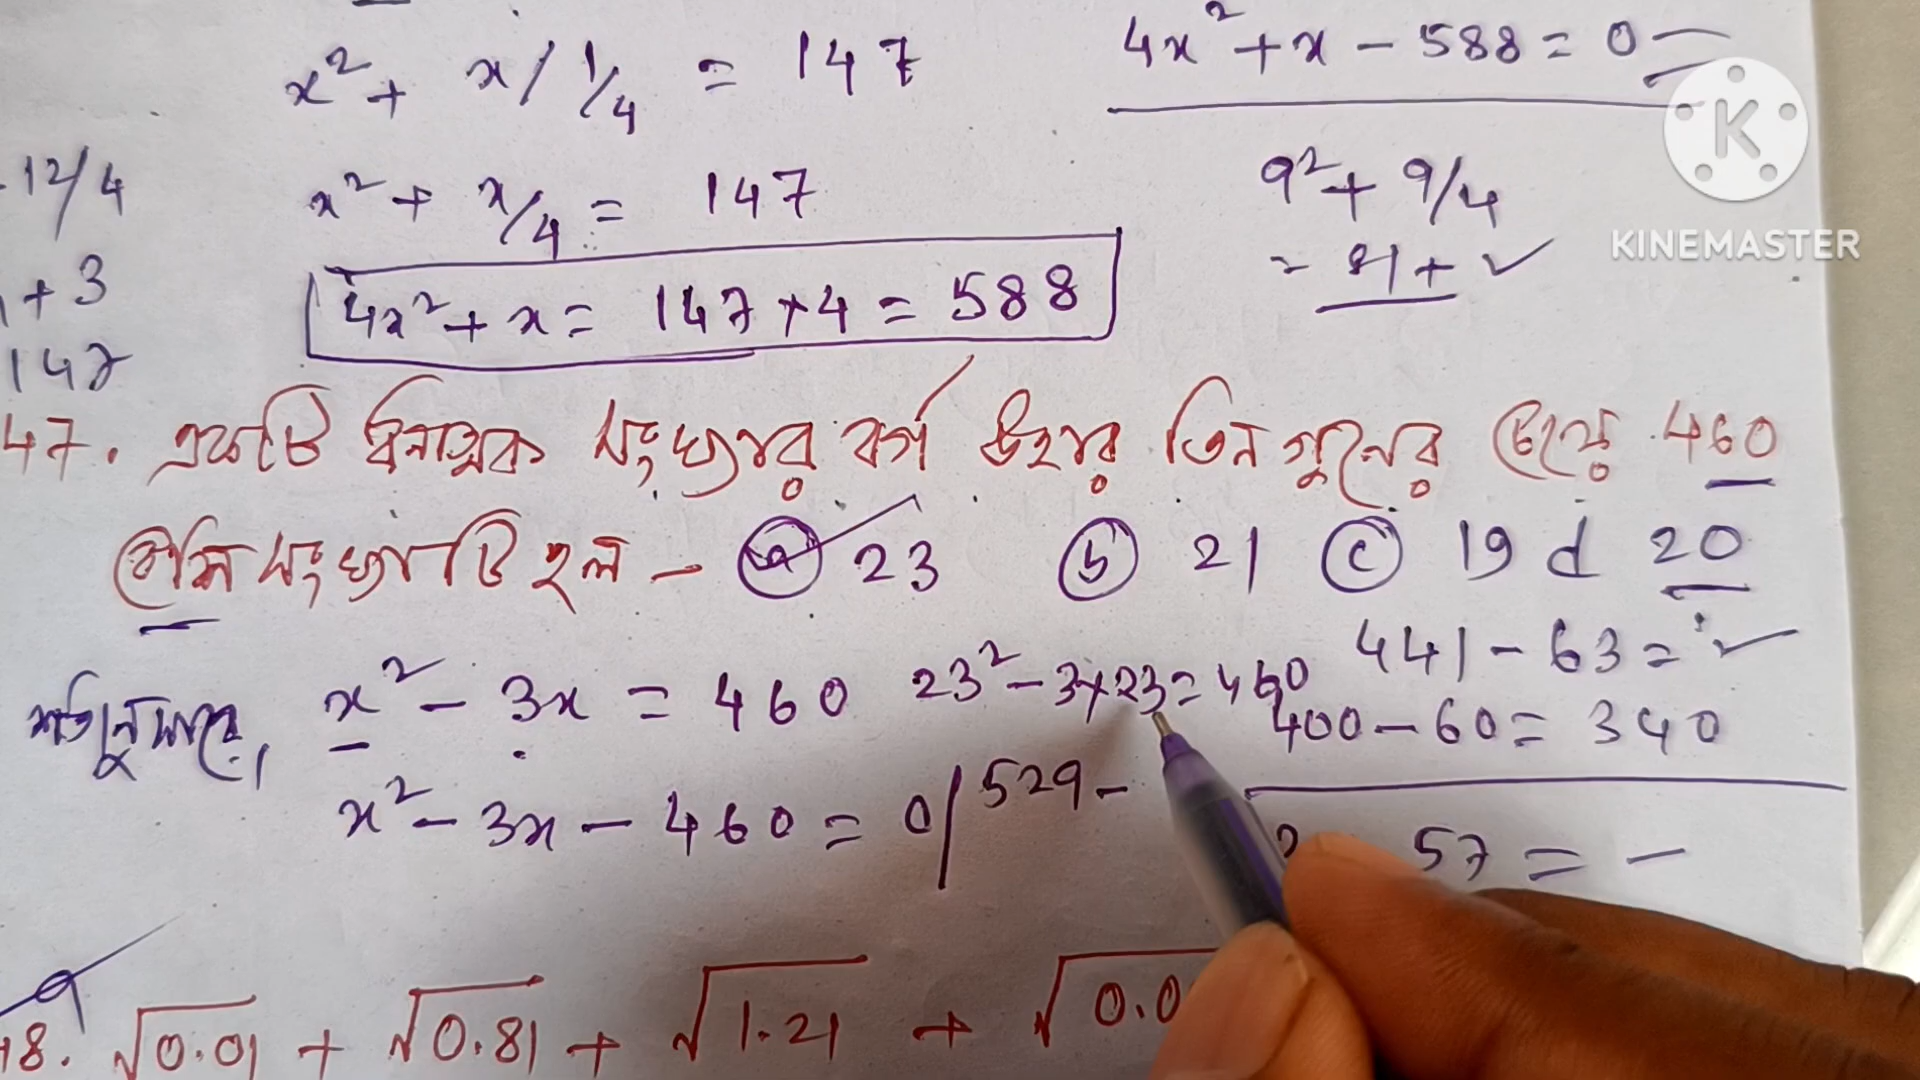 x² + x/1/4 = 147
4x² + x - 588 = 0
12/4
x² + x/4 = 147
9² + 9/4
= 81 +
KINEMASTER
+ 3
147
4x² + x = 147 × 4 = 588
47. একটি ধনাত্মক সংখ্যার বর্গ উহার তিন গুনের চেয়ে 460
বেশি সংখ্যাটি হল - a 23 b 21 c 19 d 20
শর্তানুসারে, x² - 3x = 460 23² - 3×23 = 460 441 - 63 =
400 - 60 = 340
x² - 3x - 460 = 0 529 -
57 = -
48. √0.01 + √0.81 + √1.21 + √0.0